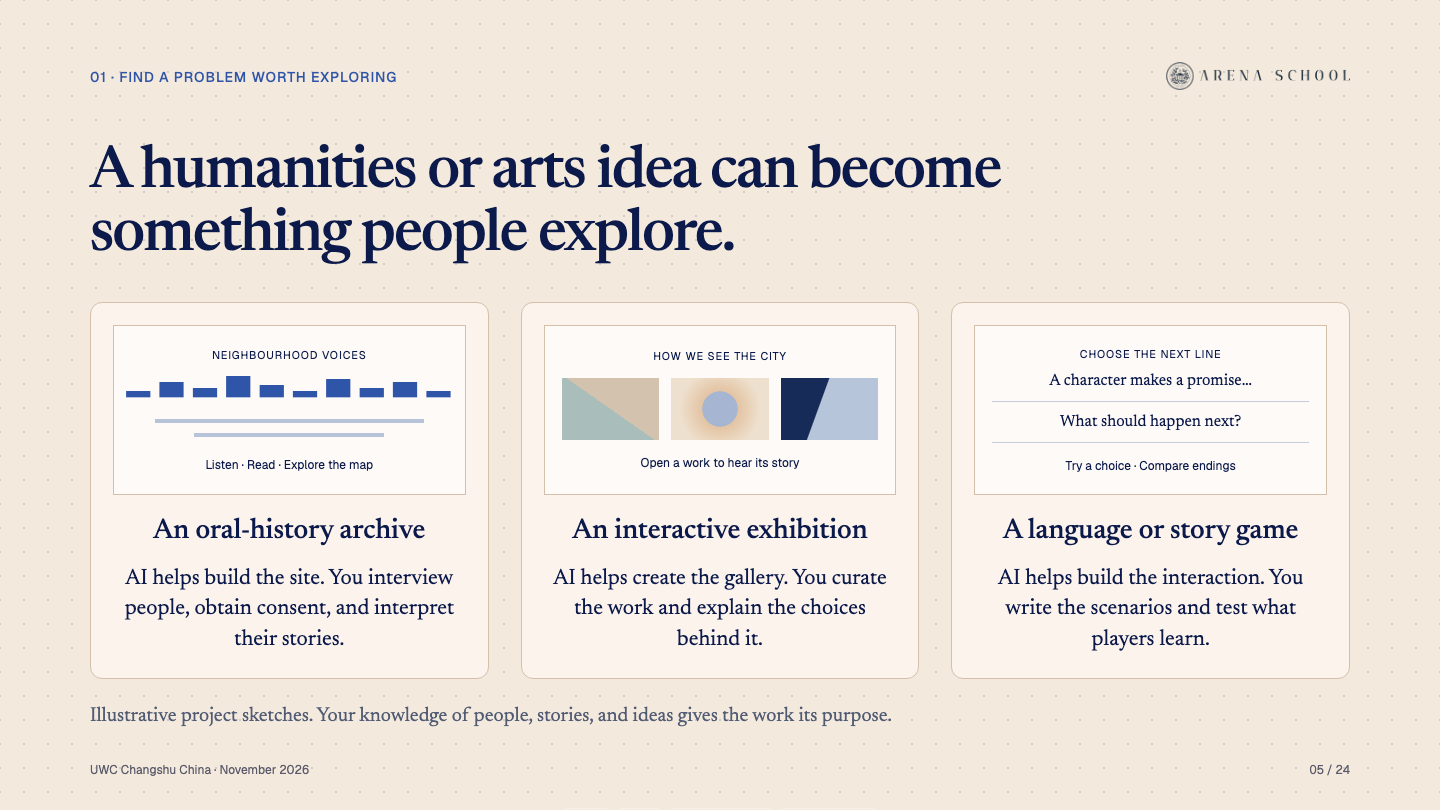 01 · FIND A PROBLEM WORTH EXPLORING
ARENA SCHOOL
A humanities or arts idea can become
something people explore.
NEIGHBOURHOOD VOICES
Listen · Read · Explore the map
An oral-history archive
AI helps build the site. You interview
people, obtain consent, and interpret
their stories.
HOW WE SEE THE CITY
Open a work to hear its story
An interactive exhibition
AI helps create the gallery. You curate
the work and explain the choices
behind it.
CHOOSE THE NEXT LINE
A character makes a promise…
What should happen next?
Try a choice · Compare endings
A language or story game
AI helps build the interaction. You
write the scenarios and test what
players learn.
Illustrative project sketches. Your knowledge of people, stories, and ideas gives the work its purpose.
UWC Changshu China · November 2026
05 / 24